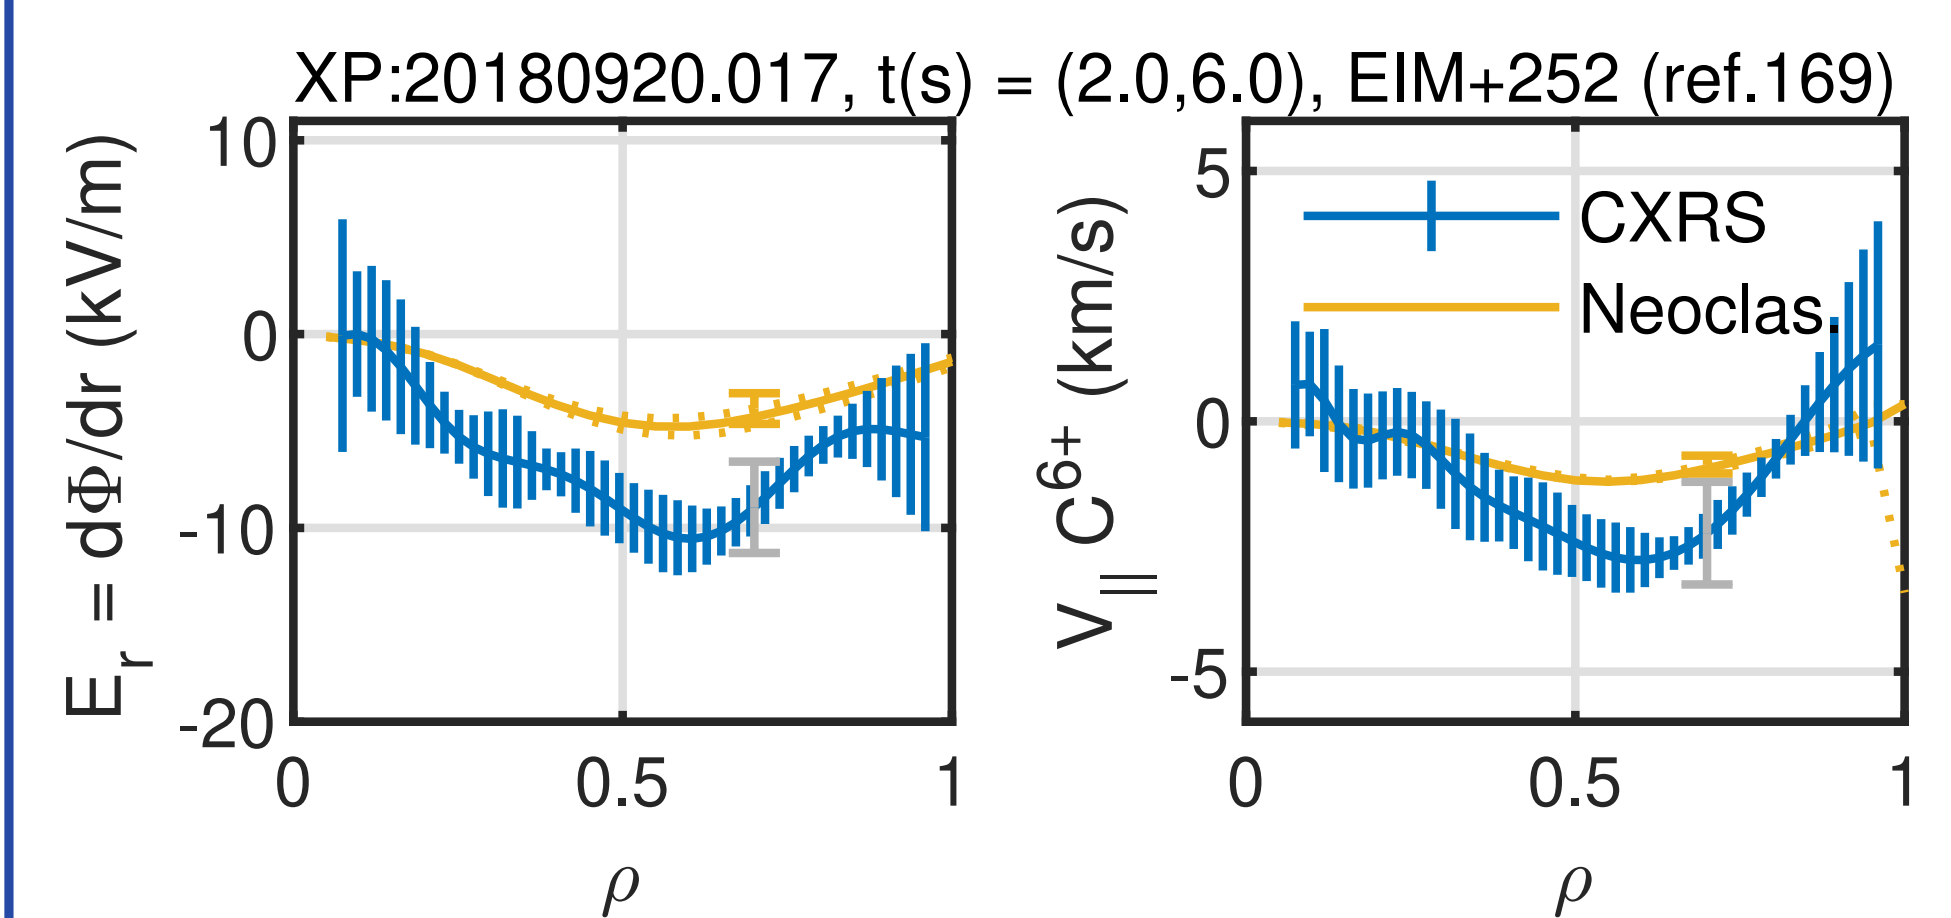 XP:20180920.017, t(s) = (2.0,6.0), EIM+252 (ref.169)
E_r = dΦ/dr (kV/m)
10
0
-10
-20
0
0.5
1
ρ
V_|| C^6+ (km/s)
5
0
-5
CXRS
Neoclas.
0
0.5
1
ρ